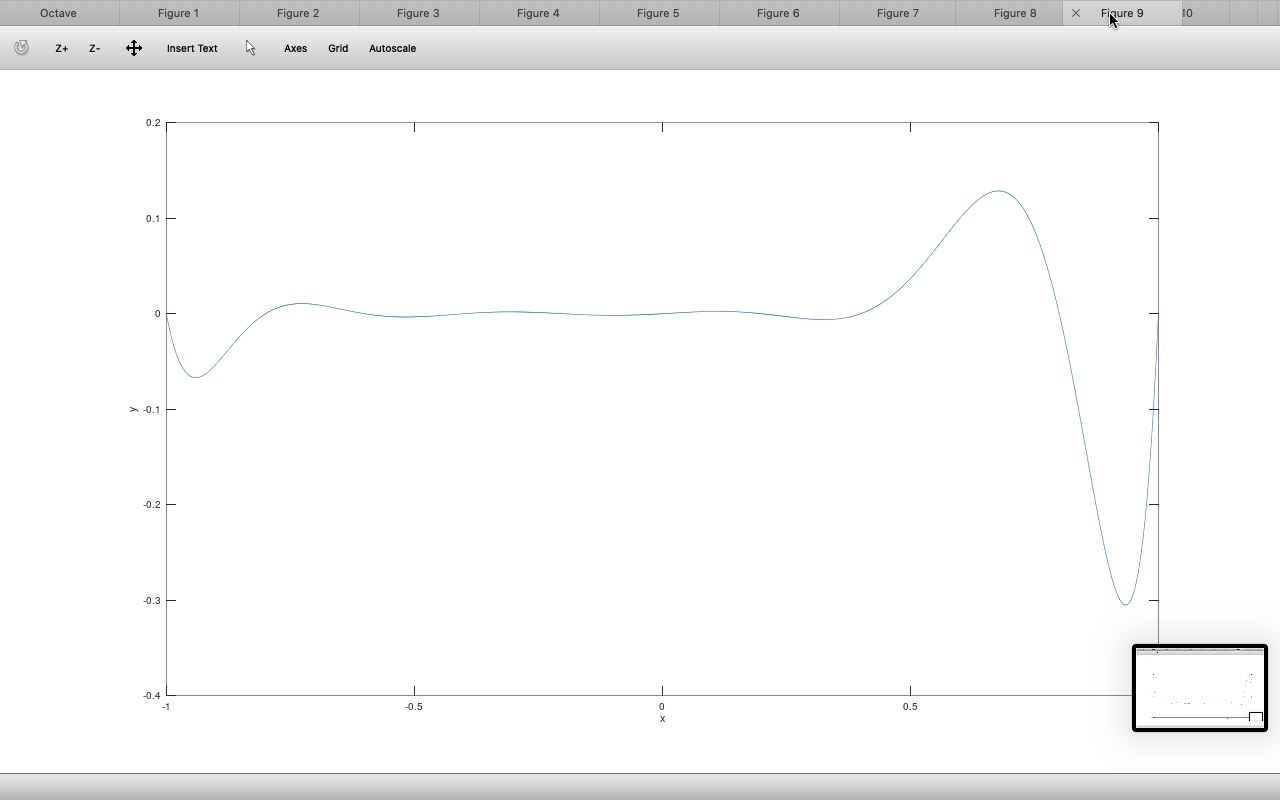 Octave Figure 1 Figure 2 Figure 3 Figure 4 Figure 5 Figure 6 Figure 7 Figure 8 Figure 9 10
Z+ Z- Insert Text Axes Grid Autoscale
0.2
0.1
0
-0.1
y
-0.2
-0.3
-0.4
-1 -0.5 0 0.5
x